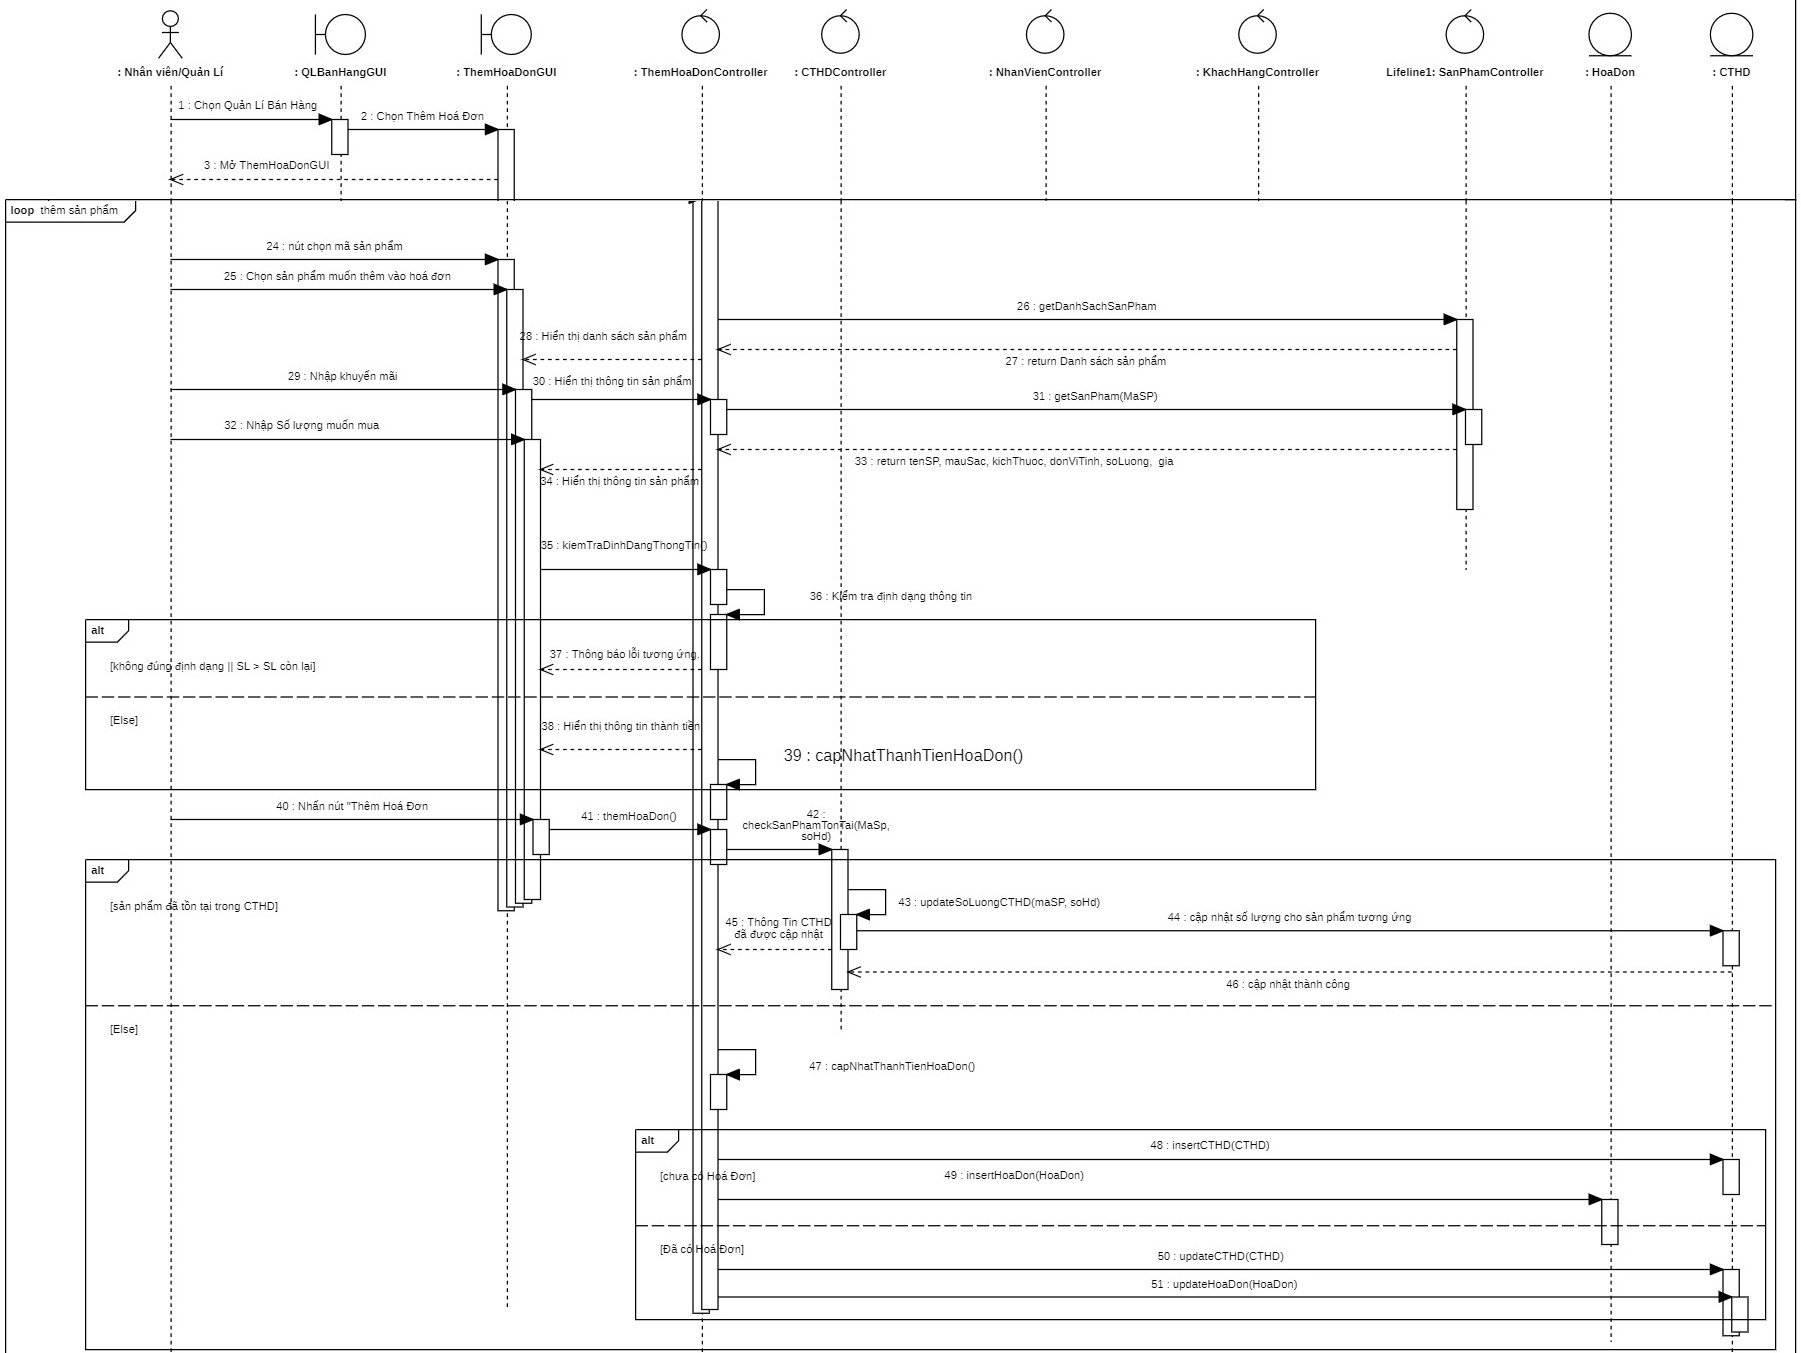 : Nhân viên/Quản Lí
: QLBanHangGUI
: ThemHoaDonGUI
: ThemHoaDonController
: CTHDController
: NhanVienController
: KhachHangController
Lifeline1: SanPhamController
: HoaDon
: CTHD
1 : Chọn Quản Lí Bán Hàng
2 : Chọn Thêm Hoá Đơn
3 : Mở ThemHoaDonGUI
loop thêm sản phẩm
24 : nút chọn mã sản phẩm
25 : Chọn sản phẩm muốn thêm vào hoá đơn
26 : getDanhSachSanPham
28 : Hiển thị danh sách sản phẩm
27 : return Danh sách sản phẩm
29 : Nhập khuyến mãi
30 : Hiển thị thông tin sản phẩm
31 : getSanPham(MaSP)
32 : Nhập Số lượng muốn mua
33 : return tenSP, mauSac, kichThuoc, donViTinh, soLuong, gia
34 : Hiển thị thông tin sản phẩm
35 : kiemTraDinhDangThongTin()
36 : Kiểm tra định dạng thông tin
alt
[không đúng định dạng || SL > SL còn lại]
37 : Thông báo lỗi tương ứng.
[Else]
38 : Hiển thị thông tin thành tiền
39 : capNhatThanhTienHoaDon()
40 : Nhấn nút "Thêm Hoá Đơn
41 : themHoaDon()
42 :
checkSanPhamTonTai(MaSp,
soHd)
alt
[sản phẩm đã tồn tại trong CTHD]
43 : updateSoLuongCTHD(maSP, soHd)
44 : cập nhật số lượng cho sản phẩm tương ứng
45 : Thông Tin CTHD
đã được cập nhật
46 : cập nhật thành công
[Else]
47 : capNhatThanhTienHoaDon()
alt
48 : insertCTHD(CTHD)
[chưa có Hoá Đơn]
49 : insertHoaDon(HoaDon)
[Đã có Hoá Đơn]
50 : updateCTHD(CTHD)
51 : updateHoaDon(HoaDon)